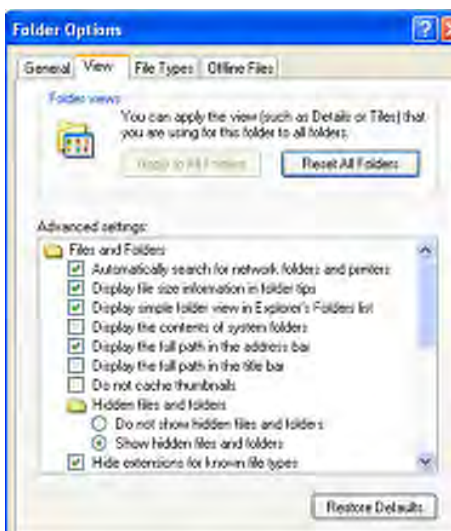 Folder Options
General View File Types Offline Files
Folder views
You can apply the view (such as Details or Tiles) that
you are using for this folder to all folders.
Apply to All Folders Reset All Folders
Advanced settings:
Files and Folders
Automatically search for network folders and printers
Display file size information in folder tips
Display simple folder view in Explorer's Folders list
Display the contents of system folders
Display the full path in the address bar
Display the full path in the title bar
Do not cache thumbnails
Hidden files and folders
Do not show hidden files and folders
Show hidden files and folders
Hide extensions for known file types
Restore Defaults